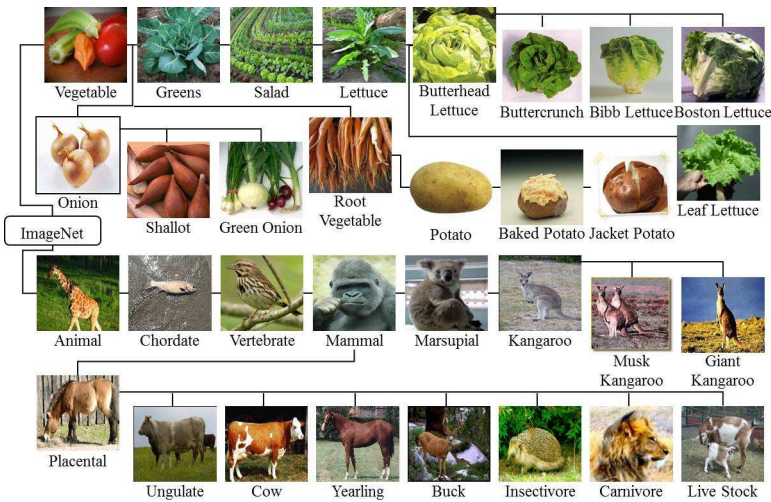 Vegetable
Greens
Salad
Lettuce
Butterhead
Lettuce
Buttercrunch
Bibb Lettuce
Boston Lettuce
Onion
Shallot
Green Onion
Root
Vegetable
Potato
Baked Potato
Jacket Potato
Leaf Lettuce
ImageNet
Animal
Chordate
Vertebrate
Mammal
Marsupial
Kangaroo
Musk
Kangaroo
Giant
Kangaroo
Placental
Ungulate
Cow
Yearling
Buck
Insectivore
Carnivore
Live Stock